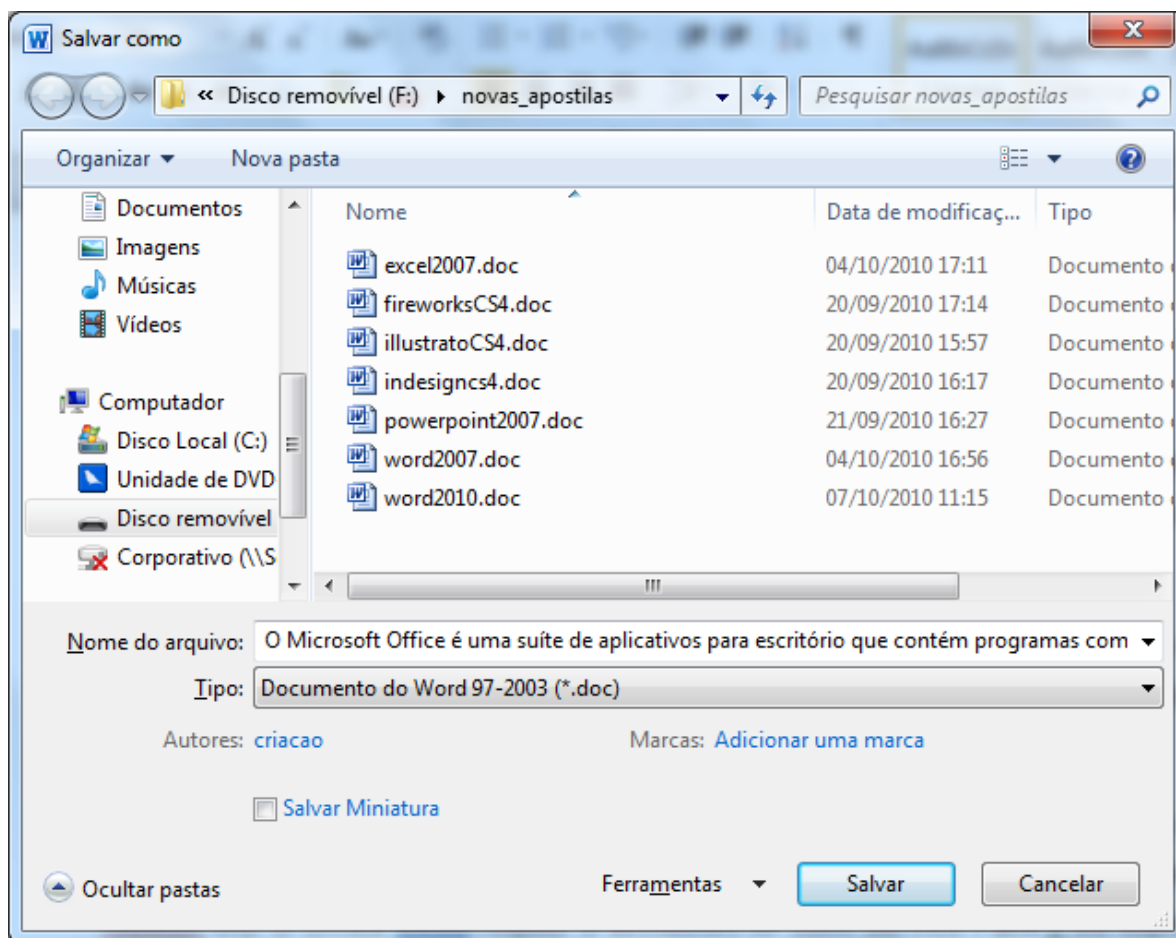 Salvar como
« Disco removível (F:) novas_apostilas Pesquisar novas_apostilas
Organizar Nova pasta
Documentos
Imagens
Músicas
Vídeos
Computador
Disco Local (C:)
Unidade de DVD
Disco removível
Corporativo (\\S
Nome Data de modificaç... Tipo
excel2007.doc 04/10/2010 17:11 Documento
fireworksCS4.doc 20/09/2010 17:14 Documento
illustratoCS4.doc 20/09/2010 15:57 Documento
indesigncs4.doc 20/09/2010 16:17 Documento
powerpoint2007.doc 21/09/2010 16:27 Documento
word2007.doc 04/10/2010 16:56 Documento
word2010.doc 07/10/2010 11:15 Documento
Nome do arquivo: O Microsoft Office é uma suíte de aplicativos para escritório que contém programas com
Tipo: Documento do Word 97-2003 (*.doc)
Autores: criacao Marcas: Adicionar uma marca
Salvar Miniatura
Ocultar pastas Ferramentas Salvar Cancelar